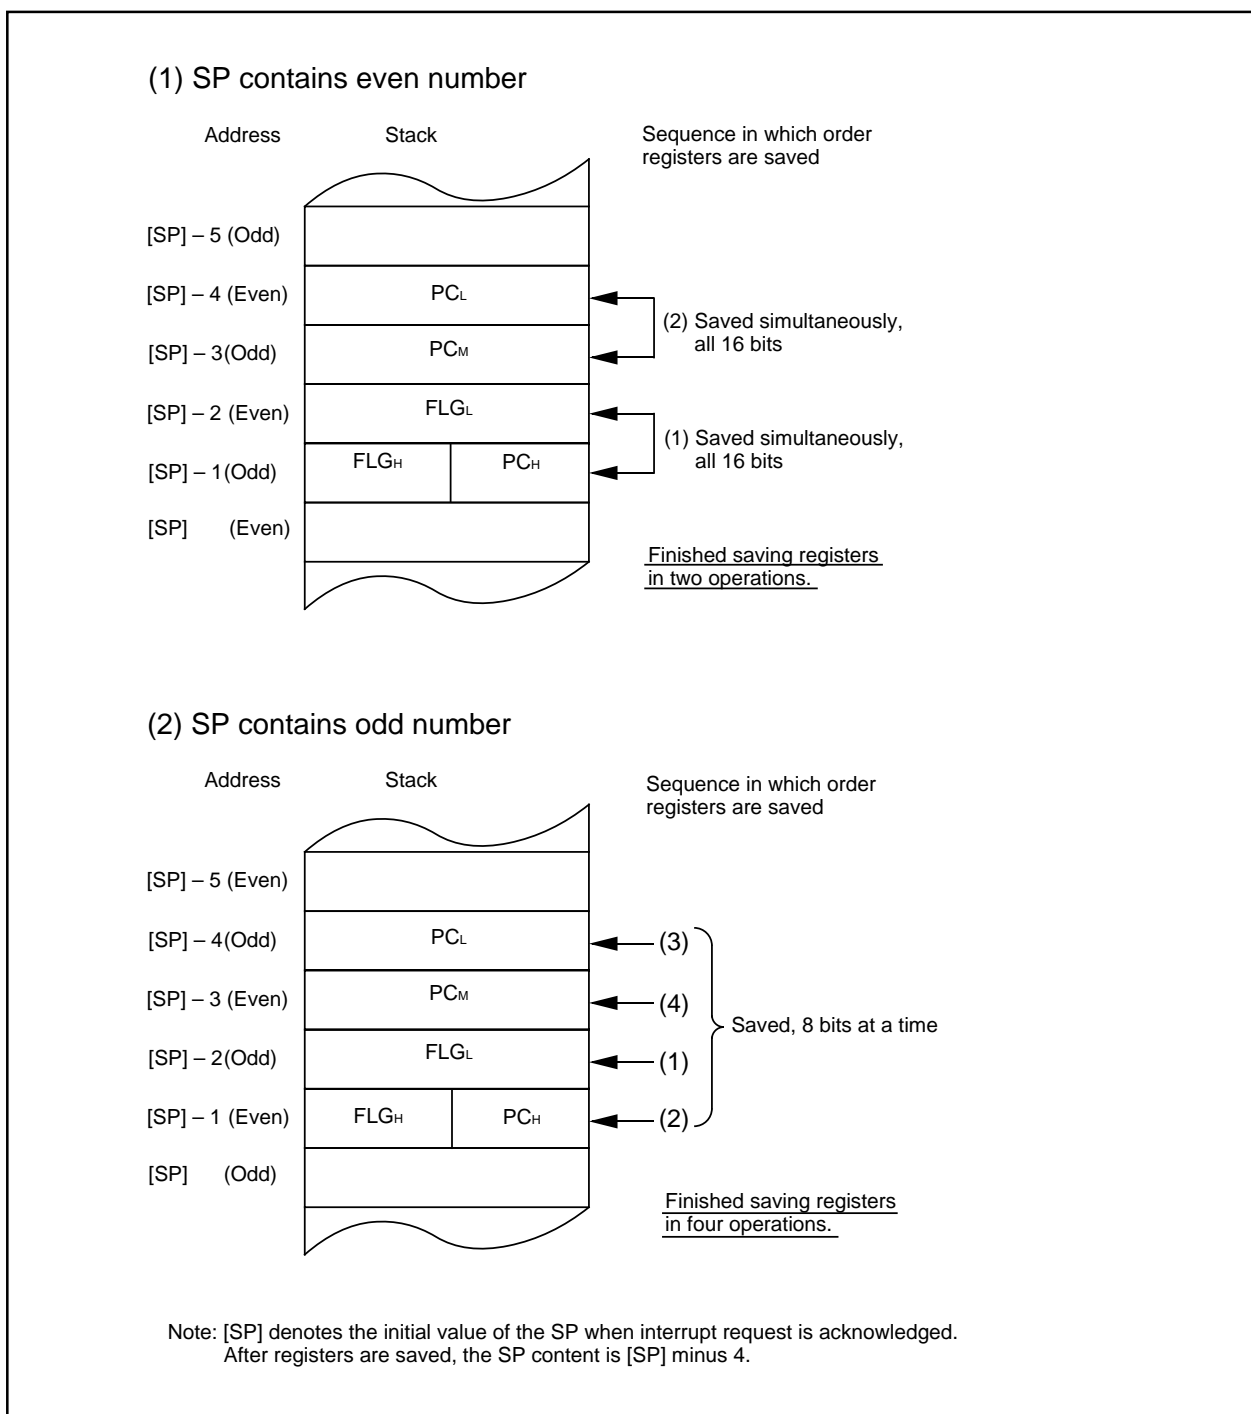 (1) SP contains even number
Address Stack Sequence in which order
registers are saved
[SP] – 5 (Odd)
[SP] – 4 (Even) PCL
(2) Saved simultaneously,
all 16 bits
[SP] – 3(Odd) PCM
[SP] – 2 (Even) FLGL
(1) Saved simultaneously,
all 16 bits
[SP] – 1(Odd) FLGH PCH
[SP] (Even)
Finished saving registers
in two operations.
(2) SP contains odd number
Address Stack Sequence in which order
registers are saved
[SP] – 5 (Even)
[SP] – 4(Odd) PCL (3)
[SP] – 3 (Even) PCM (4)
Saved, 8 bits at a time
[SP] – 2(Odd) FLGL (1)
[SP] – 1 (Even) FLGH PCH (2)
[SP] (Odd)
Finished saving registers
in four operations.
Note: [SP] denotes the initial value of the SP when interrupt request is acknowledged.
After registers are saved, the SP content is [SP] minus 4.